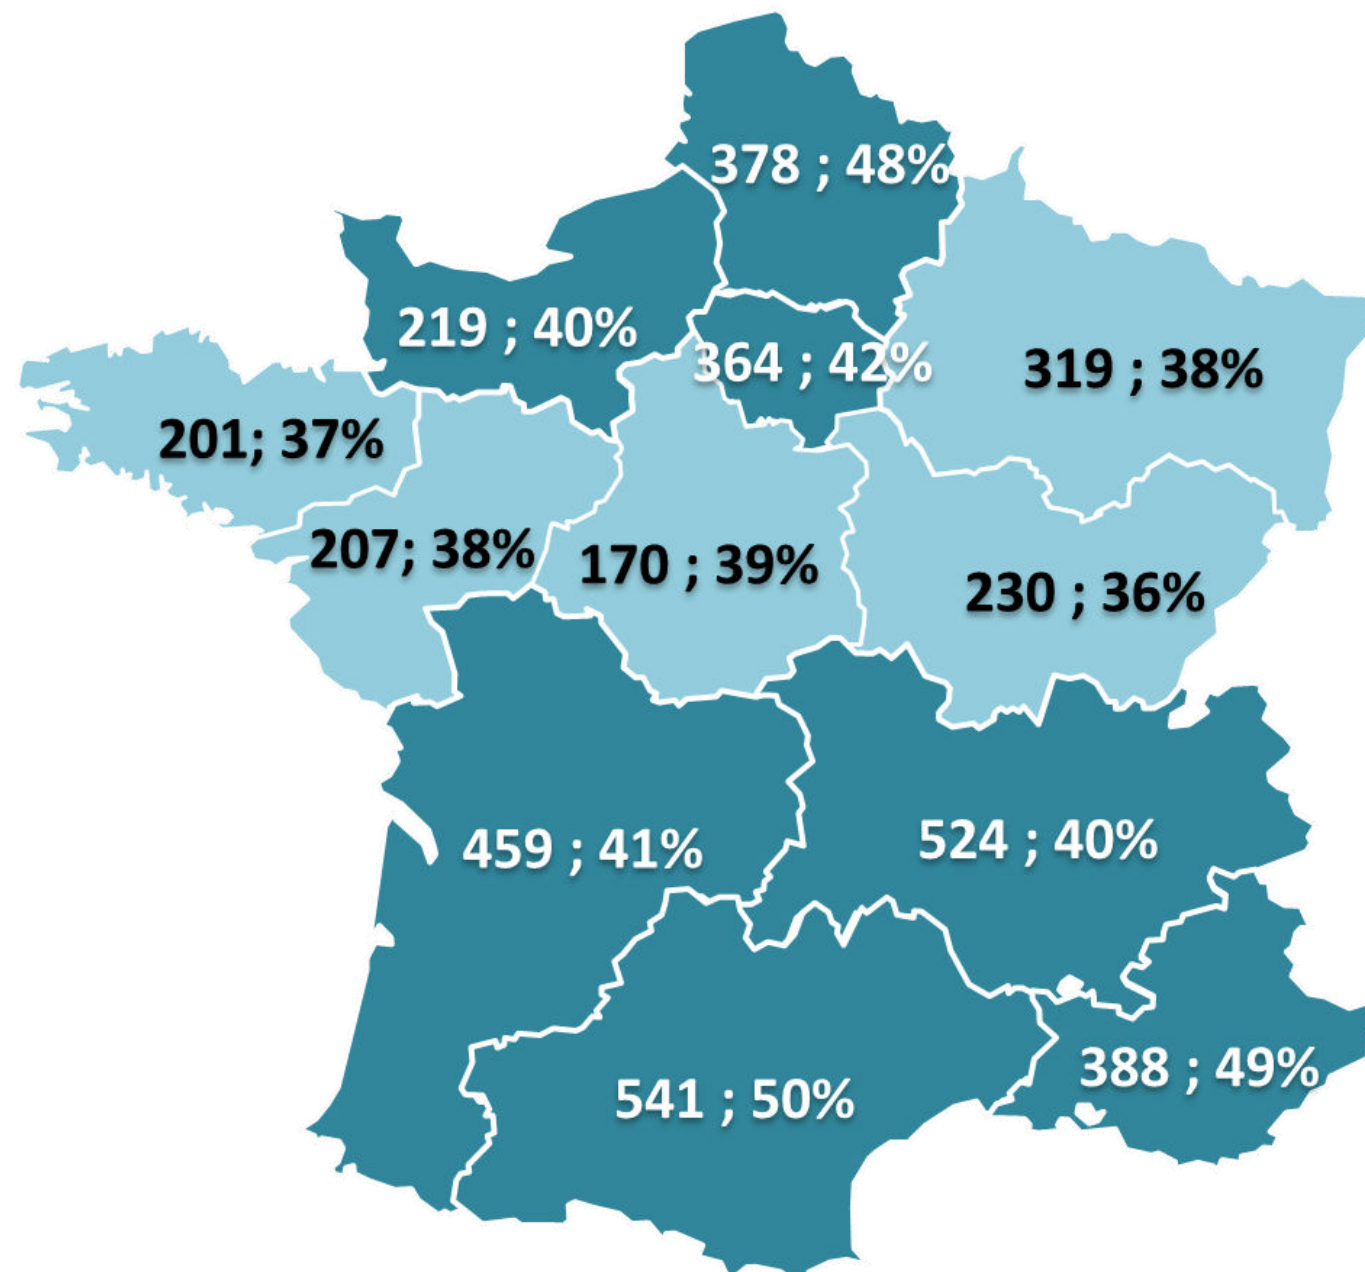 378 ; 48%
219 ; 40%
364 ; 42%
319 ; 38%
201; 37%
207; 38%
170 ; 39%
230 ; 36%
459 ; 41%
524 ; 40%
388 ; 49%
541 ; 50%